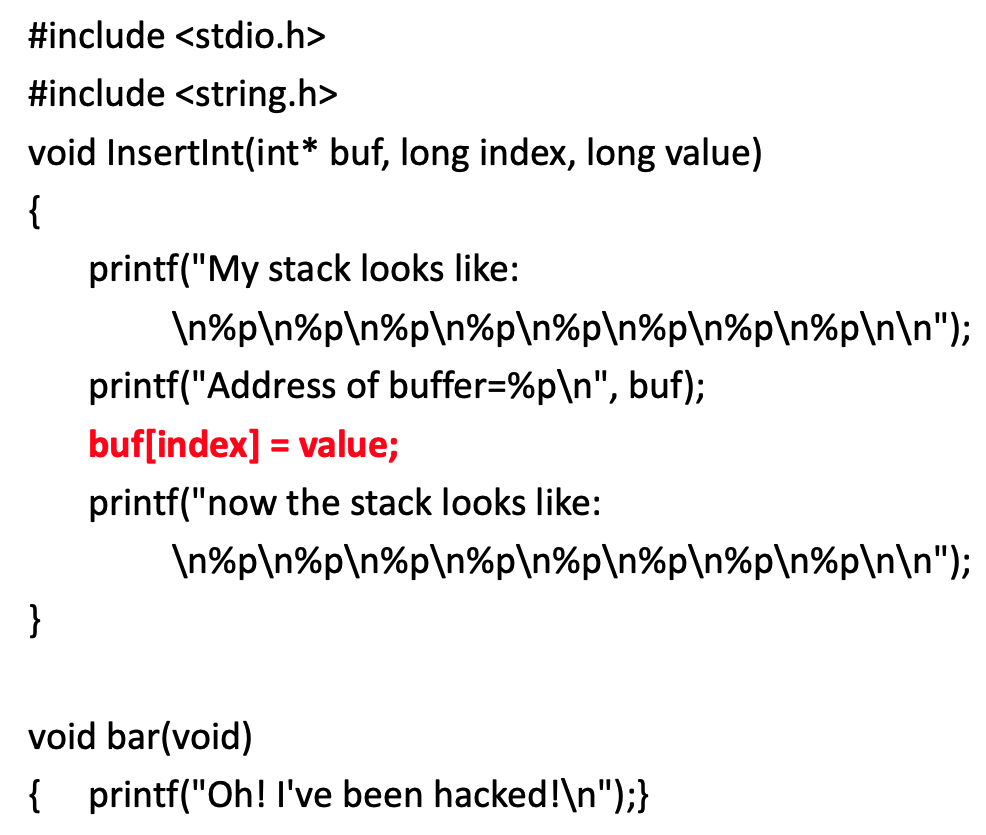 #include <stdio.h>
#include <string.h>
void InsertInt(int* buf, long index, long value)
{
printf("My stack looks like:
\n%p\n%p\n%p\n%p\n%p\n%p\n%p\n%p\n\n");
printf("Address of buffer=%p\n", buf);
buf[index] = value;
printf("now the stack looks like:
\n%p\n%p\n%p\n%p\n%p\n%p\n%p\n%p\n\n");
}
void bar(void)
{ printf("Oh! I've been hacked!\n");}